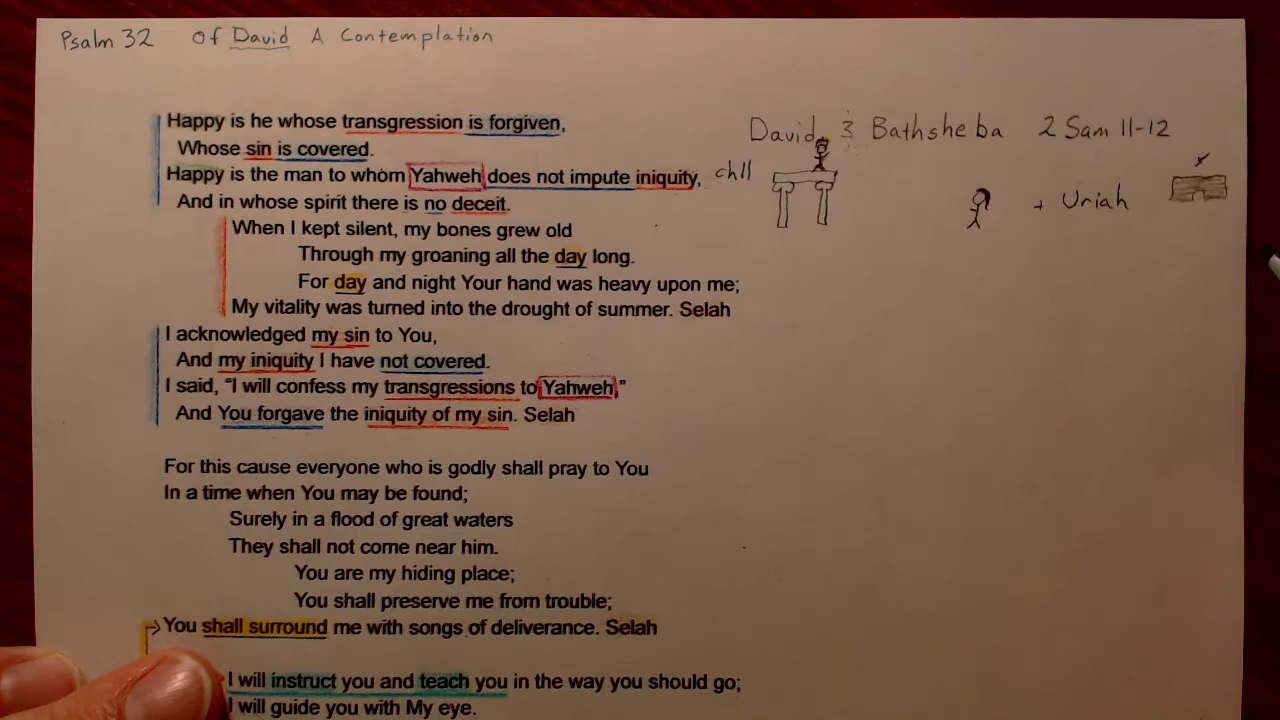 Psalm 32 Of David A Contemplation
Happy is he whose transgression is forgiven,
Whose sin is covered.
Happy is the man to whom Yahweh does not impute iniquity,
And in whose spirit there is no deceit.
When I kept silent, my bones grew old
Through my groaning all the day long.
For day and night Your hand was heavy upon me;
My vitality was turned into the drought of summer. Selah
I acknowledged my sin to You,
And my iniquity I have not covered.
I said, “I will confess my transgressions to Yahweh,”
And You forgave the iniquity of my sin. Selah
For this cause everyone who is godly shall pray to You
In a time when You may be found;
Surely in a flood of great waters
They shall not come near him.
You are my hiding place;
You shall preserve me from trouble;
You shall surround me with songs of deliverance. Selah
I will instruct you and teach you in the way you should go;
I will guide you with My eye.
David & Bathsheba 2 Sam 11-12
ch11
+ Uriah